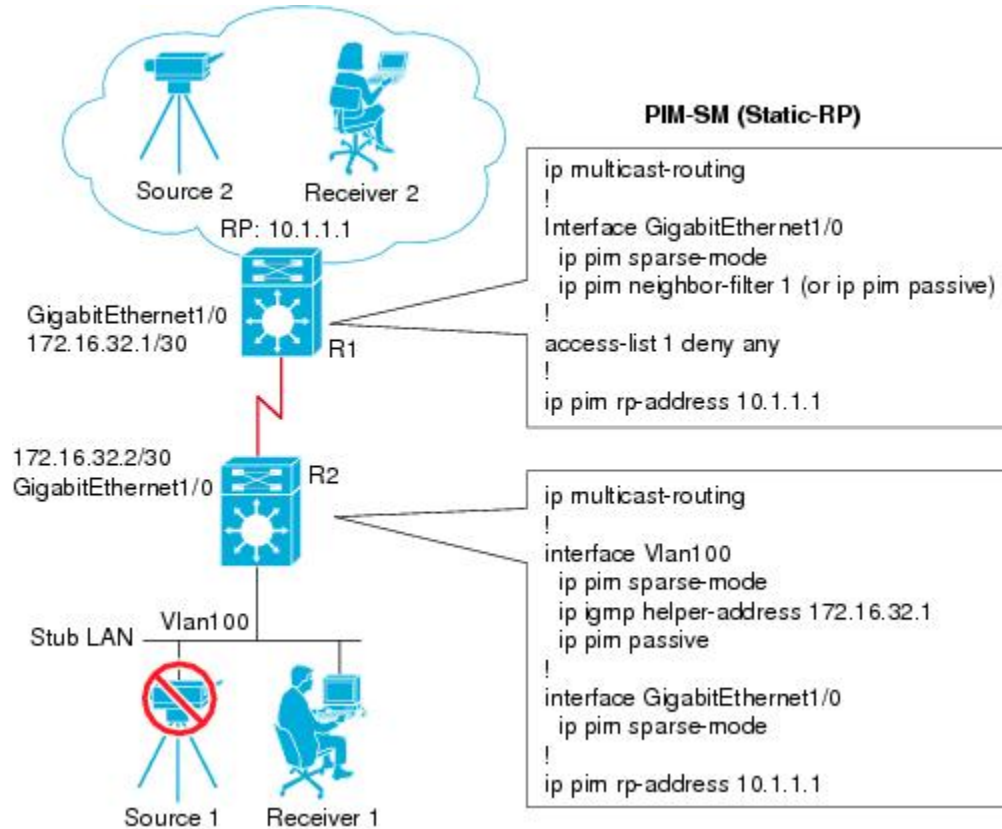 Source 2
Receiver 2
RP: 10.1.1.1
GigabitEthernet1/0
172.16.32.1/30
R1
172.16.32.2/30
GigabitEthernet1/0
R2
Vlan100
Stub LAN
Source 1
Receiver 1
PIM-SM (Static-RP)
ip multicast-routing
!
Interface GigabitEthernet1/0
ip pim sparse-mode
ip pim neighbor-filter 1 (or ip pim passive)
!
access-list 1 deny any
!
ip pim rp-address 10.1.1.1
ip multicast-routing
!
interface Vlan100
ip pim sparse-mode
ip igmp helper-address 172.16.32.1
ip pim passive
!
interface GigabitEthernet1/0
ip pim sparse-mode
!
ip pim rp-address 10.1.1.1